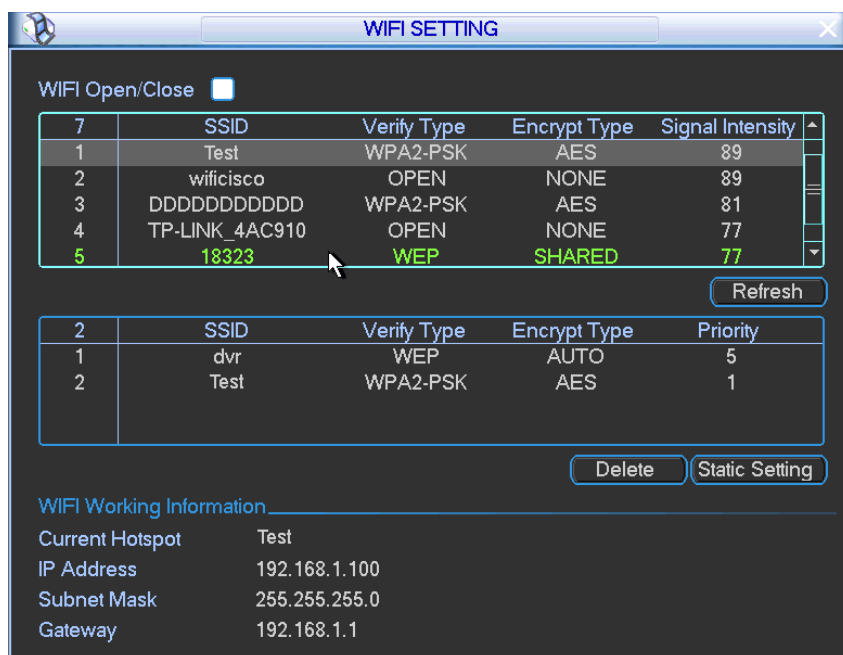 WIFI SETTING
WIFI Open/Close
7 SSID Verify Type Encrypt Type Signal Intensity
1 Test WPA2-PSK AES 89
2 wificisco OPEN NONE 89
3 DDDDDDDDDDD WPA2-PSK AES 81
4 TP-LINK_4AC910 OPEN NONE 77
5 18323 WEP SHARED 77
Refresh
2 SSID Verify Type Encrypt Type Priority
1 dvr WEP AUTO 5
2 Test WPA2-PSK AES 1
Delete Static Setting
WIFI Working Information
Current Hotspot Test
IP Address 192.168.1.100
Subnet Mask 255.255.255.0
Gateway 192.168.1.1